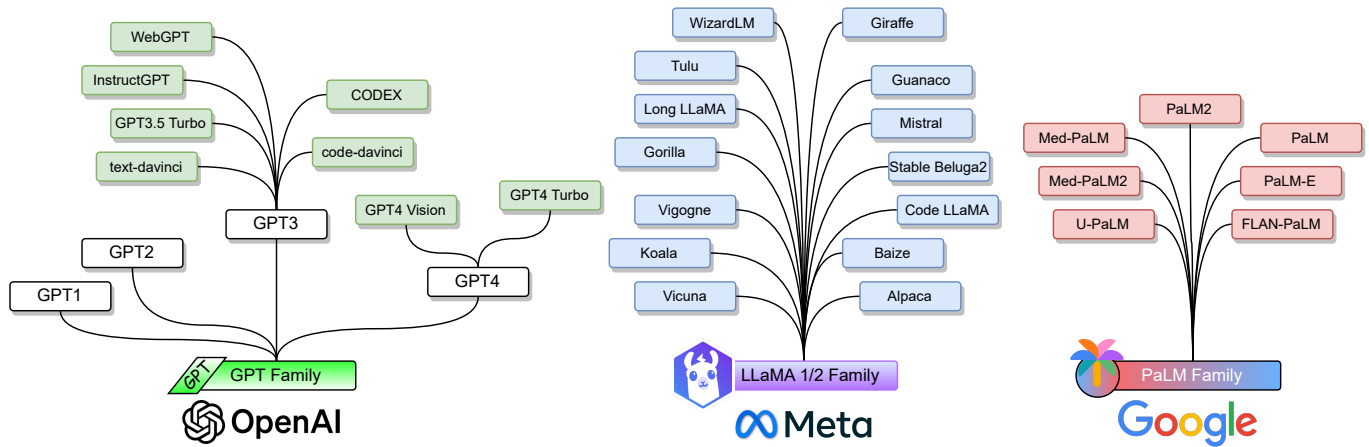 WebGPT
InstructGPT
GPT3.5 Turbo
text-davinci
CODEX
code-davinci
GPT3
GPT4 Vision
GPT4 Turbo
GPT2
GPT4
GPT1
GPT
GPT Family
OpenAI
WizardLM
Giraffe
Tulu
Guanaco
Long LLaMA
Mistral
Gorilla
Stable Beluga2
Vigogne
Code LLaMA
Koala
Baize
Vicuna
Alpaca
LLaMA 1/2 Family
Meta
PaLM2
Med-PaLM
PaLM
Med-PaLM2
PaLM-E
U-PaLM
FLAN-PaLM
PaLM Family
Google